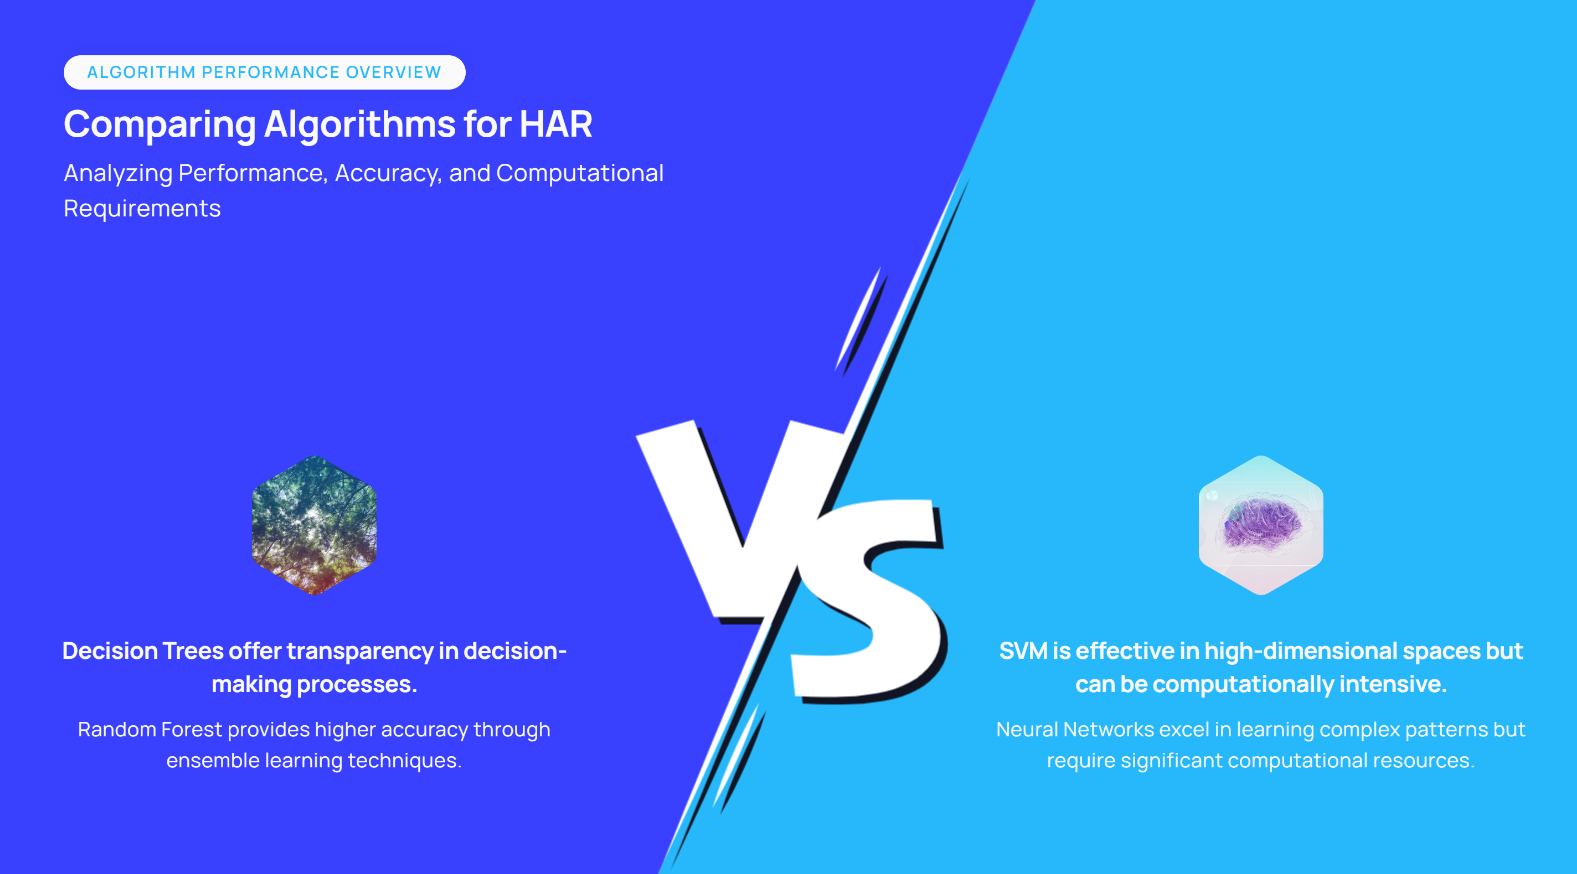 ALGORITHM PERFORMANCE OVERVIEW
Comparing Algorithms for HAR
Analyzing Performance, Accuracy, and Computational
Requirements
VS
Decision Trees offer transparency in decision-
making processes.
Random Forest provides higher accuracy through
ensemble learning techniques.
SVM is effective in high-dimensional spaces but
can be computationally intensive.
Neural Networks excel in learning complex patterns but
require significant computational resources.